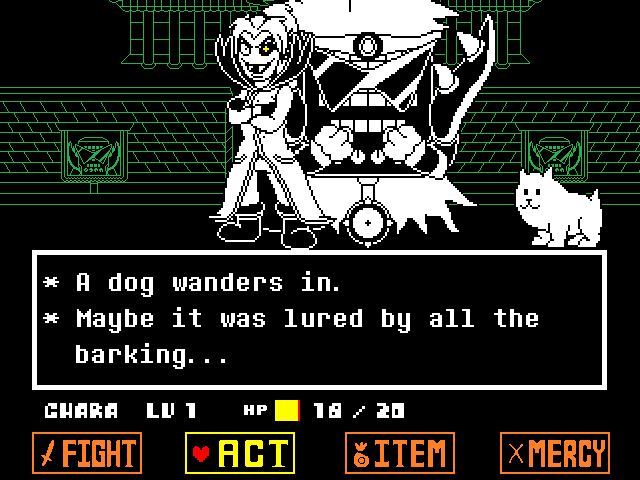 * A dog wanders in.
* Maybe it was lured by all the
barking...
CHARA LV 1 HP 18 / 20
FIGHT ACT ITEM MERCY